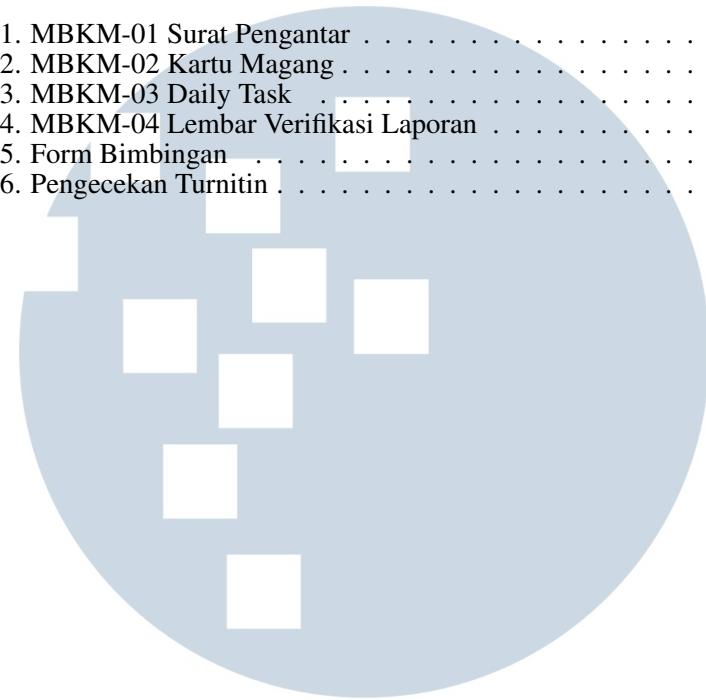 1. MBKM-01 Surat Pengantar . . . . . . . . . . . . . . . . .
2. MBKM-02 Kartu Magang . . . . . . . . . . . . . . . . . .
3. MBKM-03 Daily Task . . . . . . . . . . . . . . . . . . .
4. MBKM-04 Lembar Verifikasi Laporan . . . . . . . . . .
5. Form Bimbingan . . . . . . . . . . . . . . . . . . . . . .
6. Pengecekan Turnitin . . . . . . . . . . . . . . . . . . . . .